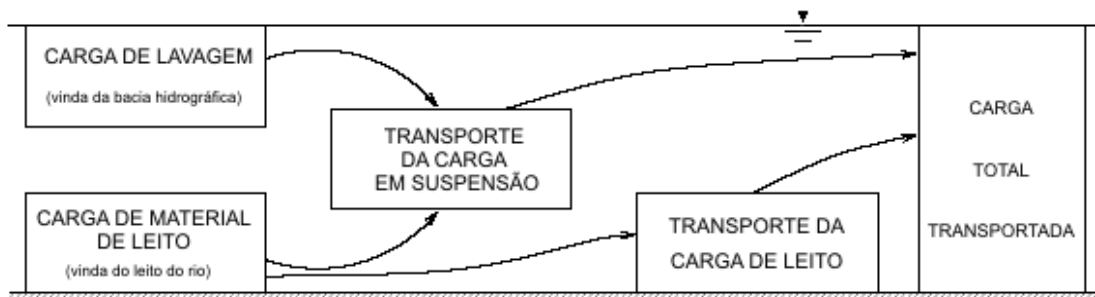 CARGA DE LAVAGEM
(vinda da bacia hidrográfica)
TRANSPORTE
DA CARGA
EM SUSPENSÃO
CARGA DE MATERIAL
DE LEITO
(vinda do leito do rio)
TRANSPORTE DA
CARGA DE LEITO
CARGA
TOTAL
TRANSPORTADA